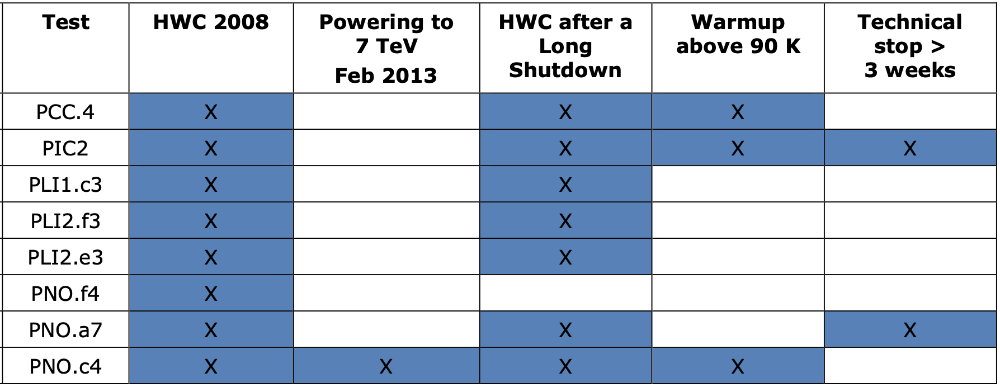 Test HWC 2008 Powering to HWC after a Warmup Technical
7 TeV Long above 90 K stop >
Feb 2013 Shutdown 3 weeks
PCC.4 X X X
PIC2 X X X X
PLI1.c3 X X
PLI2.f3 X X
PLI2.e3 X X
PNO.f4 X
PNO.a7 X X X
PNO.c4 X X X X